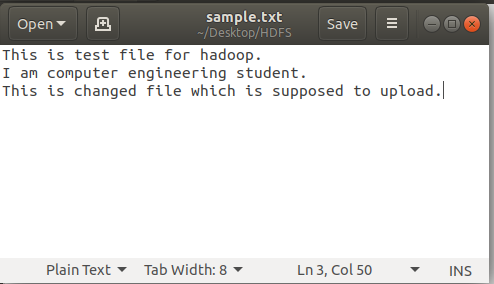 Open
sample.txt
~/Desktop/HDFS
Save
This is test file for hadoop.
I am computer engineering student.
This is changed file which is supposed to upload.
Plain Text Tab Width: 8 Ln 3, Col 50 INS